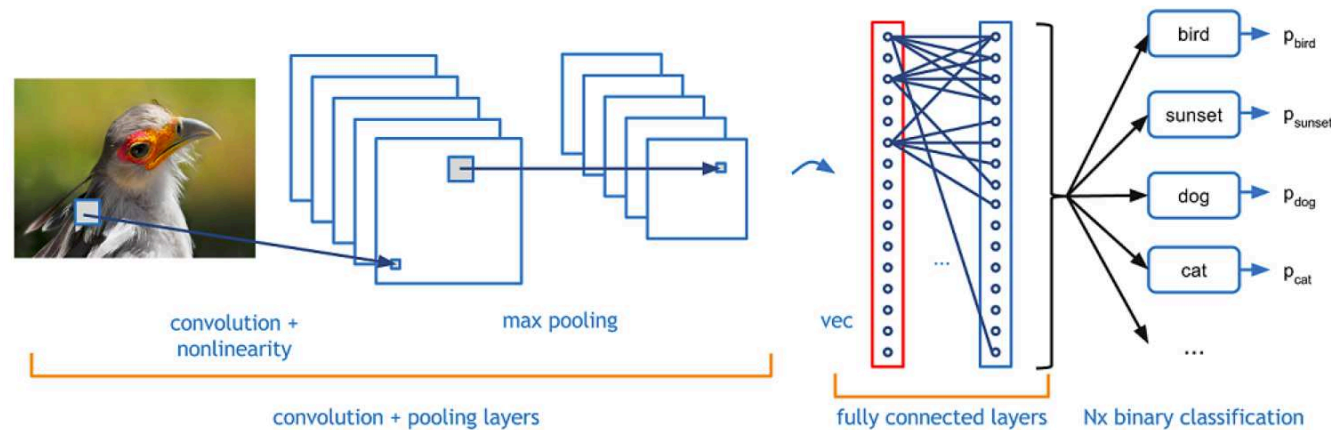 bird
p_bird
sunset
p_sunset
dog
p_dog
cat
p_cat
...
...
convolution +
nonlinearity
max pooling
vec
convolution + pooling layers
fully connected layers
Nx binary classification